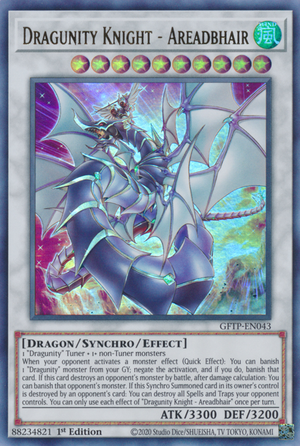 DRAGUNITY KNIGHT - AREADBHAIR
風
GFTP-EN043
[DRAGON/SYNCHRO/EFFECT]
1 "Dragunity" Tuner + 1+ non-Tuner monsters
When your opponent activates a monster effect (Quick Effect): You can banish
1 "Dragunity" monster from your GY; negate the activation, and if you do, banish that
card. If this card destroys an opponent's monster by battle, after damage calculation: You
can banish that opponent's monster. If this Synchro Summoned card in its owner's control
is destroyed by an opponent's card: You can destroy all Spells and Traps your opponent
controls. You can only use each effect of "Dragunity Knight - Areadbhair" once per turn.
ATK/3300 DEF/3200
88234821 1st Edition ©2020 Studio Dice/SHUEISHA, TV TOKYO, KONAMI